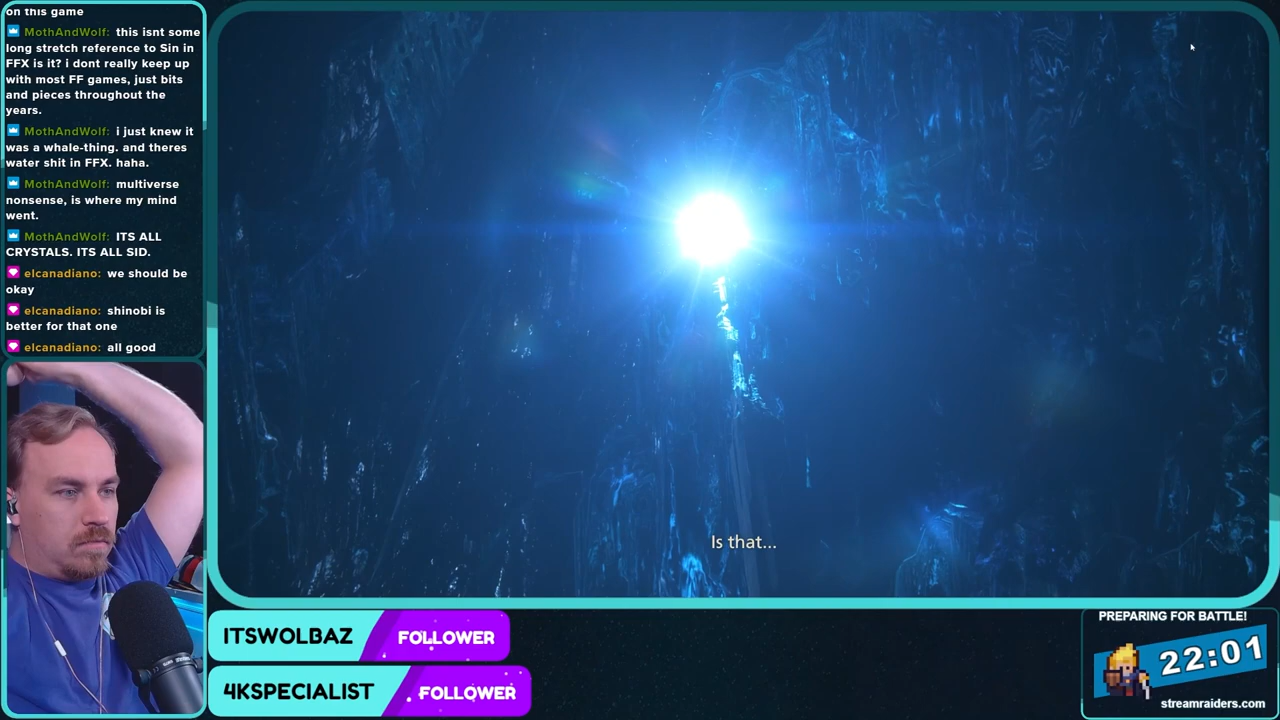 on this game
MothAndWolf: this isnt some
long stretch reference to Sin in
FFX is it? i dont really keep up
with most FF games, just bits
and pieces throughout the
years.
MothAndWolf: i just knew it
was a whale-thing. and theres
water shit in FFX. haha.
MothAndWolf: multiverse
nonsense, is where my mind
went.
MothAndWolf: ITS ALL
CRYSTALS. ITS ALL SID.
elcanadiano: we should be
okay
elcanadiano: shinobi is
better for that one
elcanadiano: all good
Is that...
ITSWOLBAZ FOLLOWER
4KSPECIALIST FOLLOWER
PREPARING FOR BATTLE!
22:01
streamraiders.com